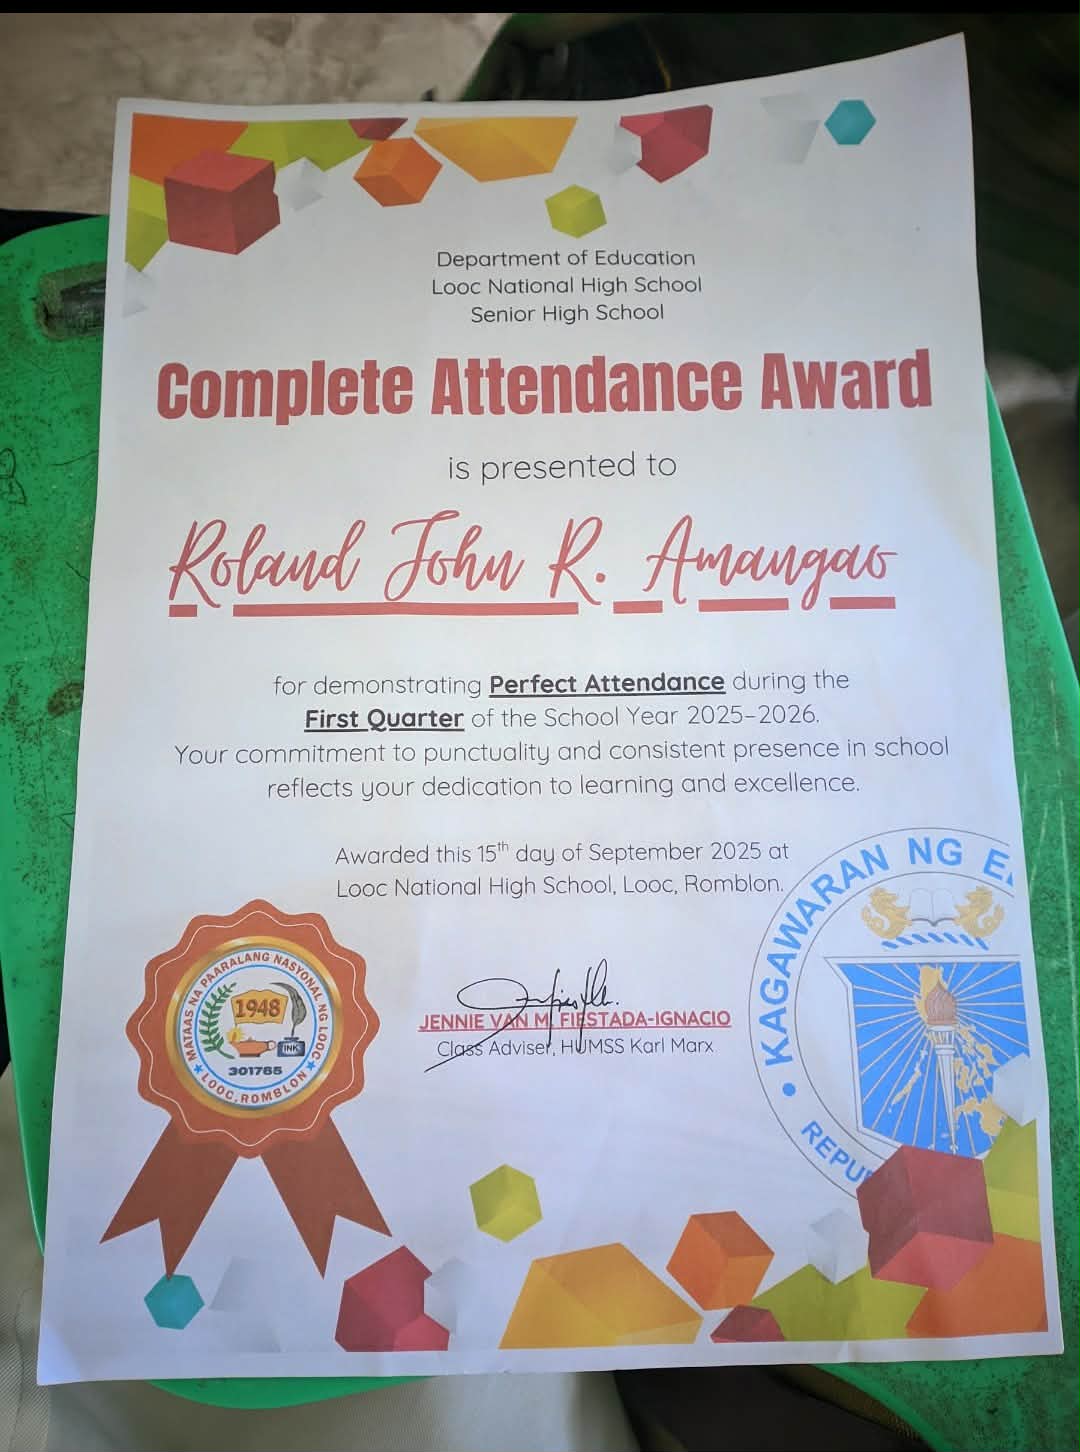 Department of Education
Looc National High School
Senior High School
Complete Attendance Award
is presented to
Roland John R. Amangao
for demonstrating Perfect Attendance during the
First Quarter of the School Year 2025-2026.
Your commitment to punctuality and consistent presence in school
reflects your dedication to learning and excellence.
Awarded this 15th day of September 2025 at
Looc National High School, Looc, Romblon.
JENNIE VAN M. FIESTADA-IGNACIO
Class Adviser, HUMSS Karl Marx
MATAAS NA PAARALANG NASYONAL NG LOOC
1948
INK
301765
LOOC, ROMBLON
KAGAWARAN NG